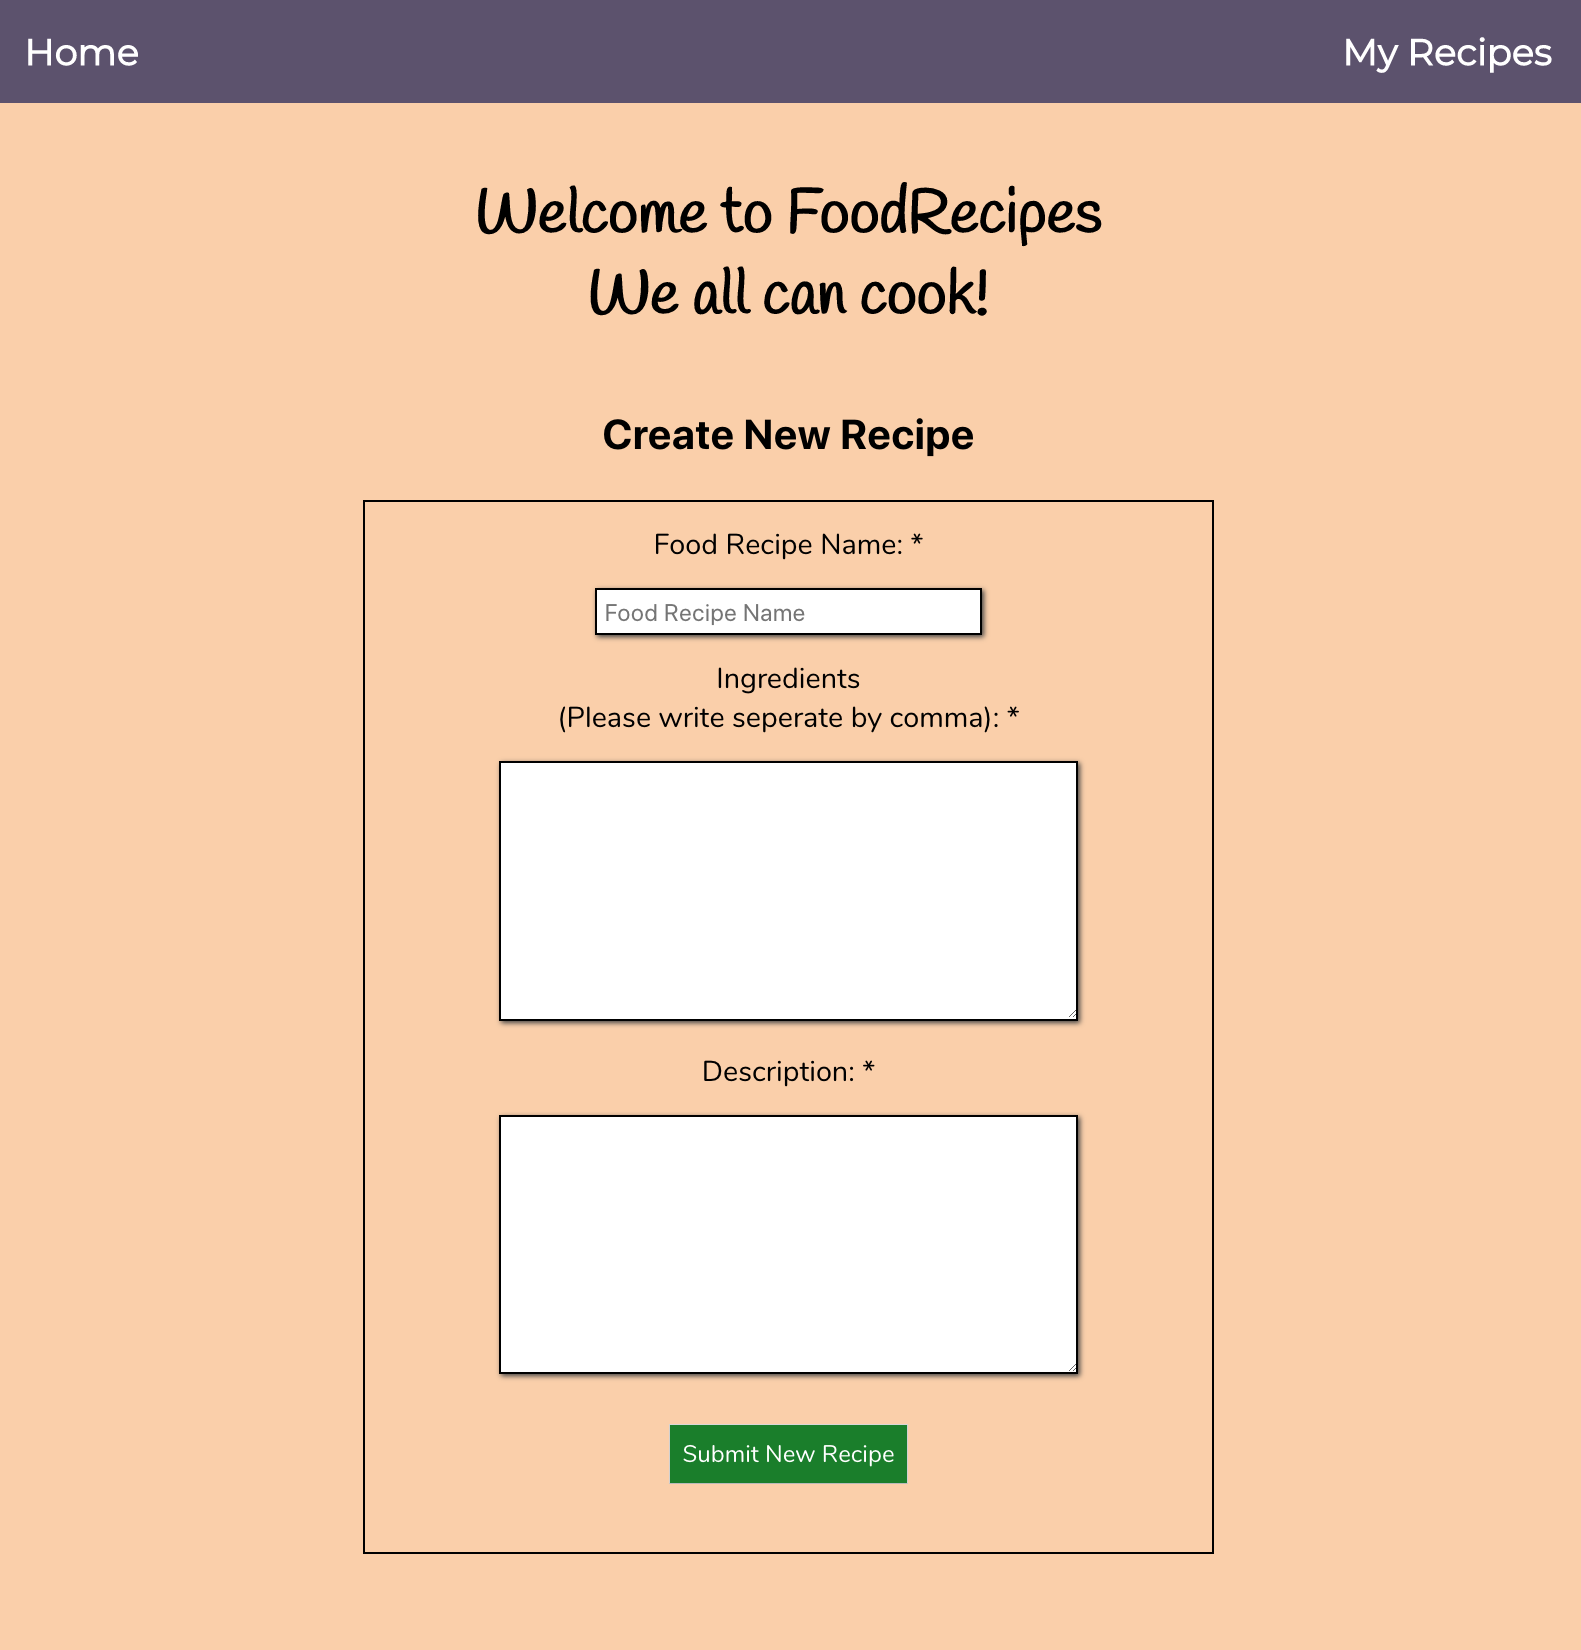 Home
My Recipes
Welcome to FoodRecipes
We all can cook!
Create New Recipe
Food Recipe Name: *
Food Recipe Name
Ingredients
(Please write seperate by comma): *
Description: *
Submit New Recipe